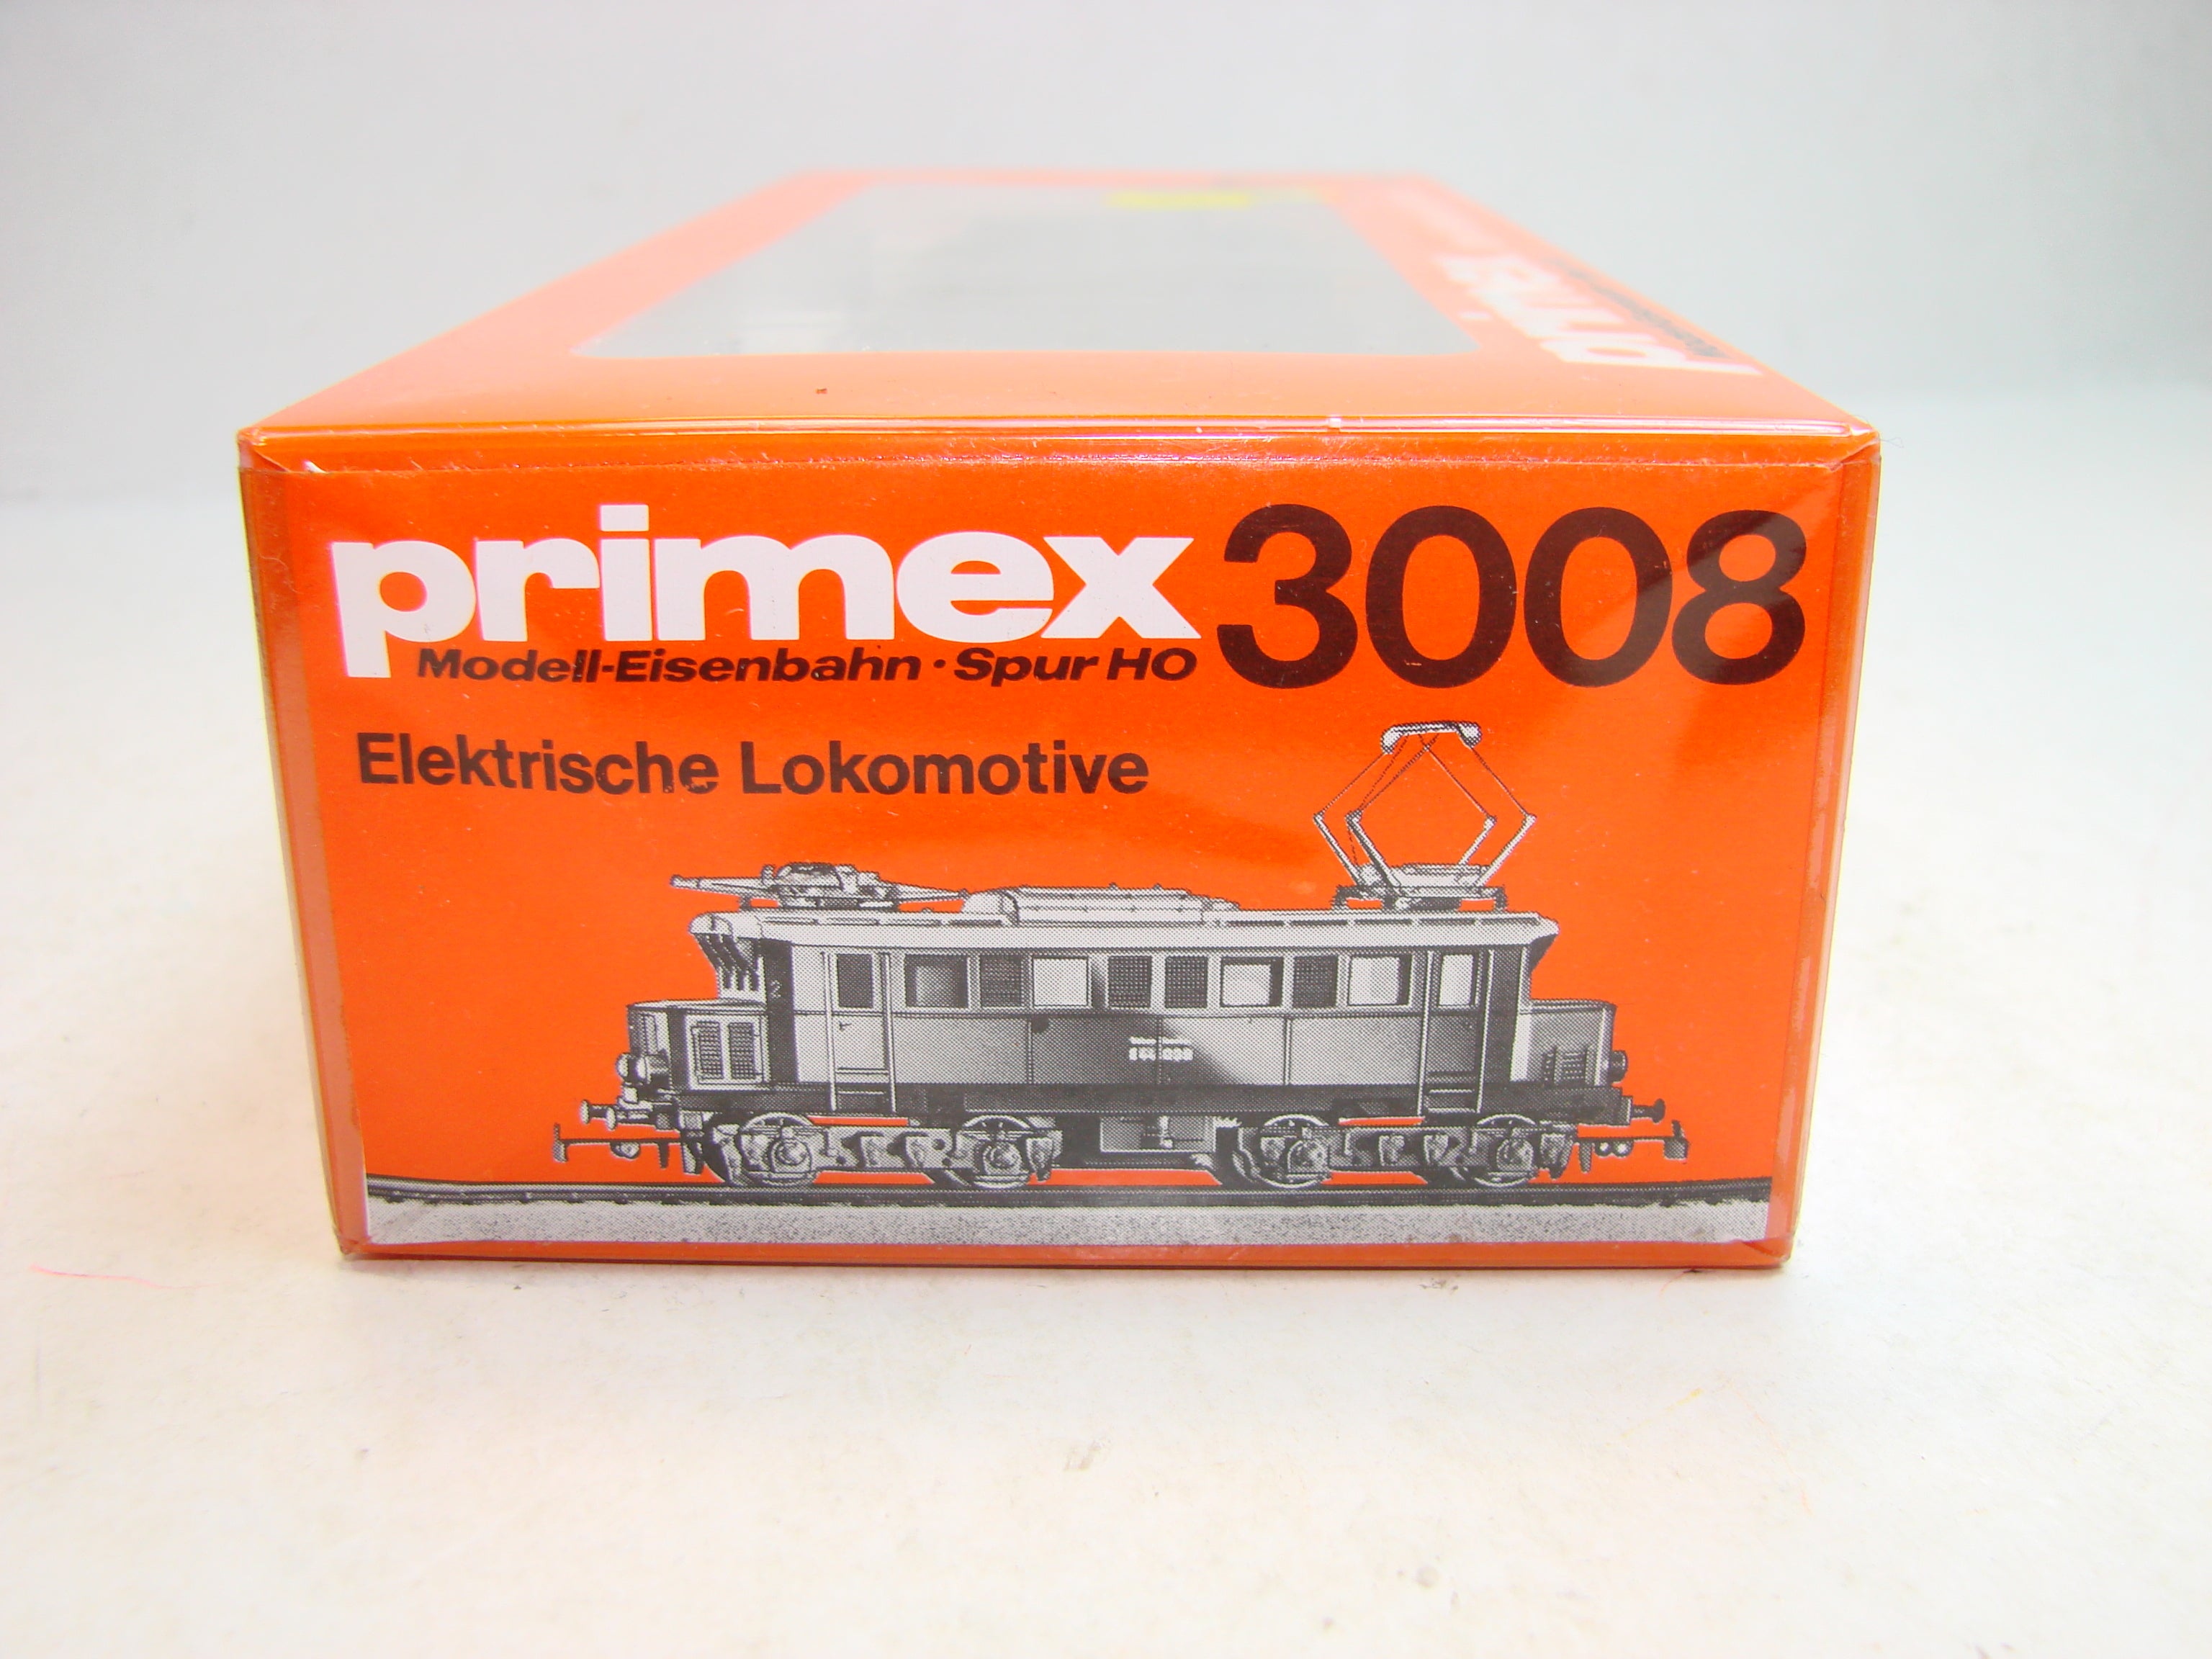 primex 3008
Modell-Eisenbahn · Spur HO
Elektrische Lokomotive